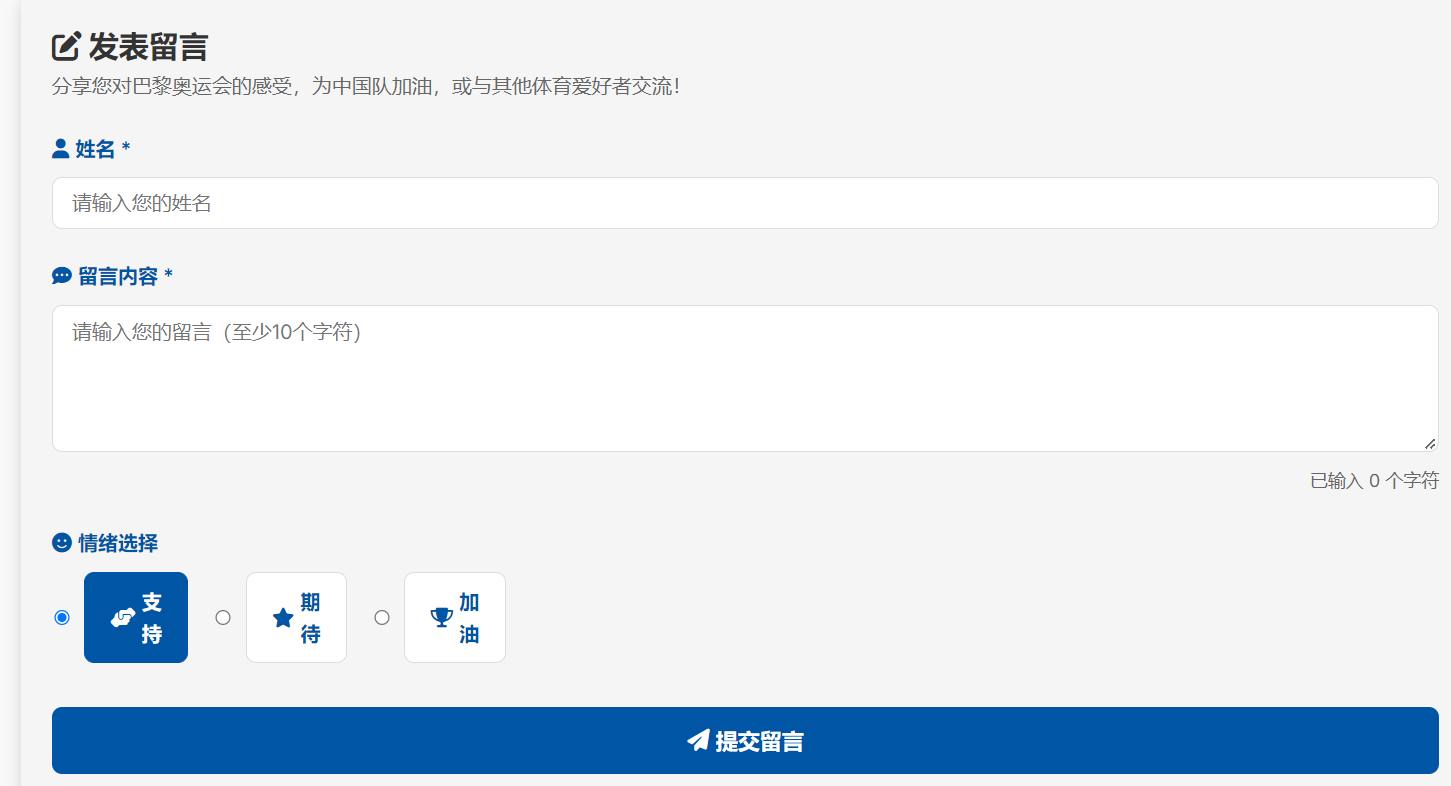 发表留言
分享您对巴黎奥运会的感受，为中国队加油，或与其他体育爱好者交流！
姓名 *
请输入您的姓名
留言内容 *
请输入您的留言（至少10个字符）
已输入 0 个字符
情绪选择
支
持
期
待
加
油
提交留言